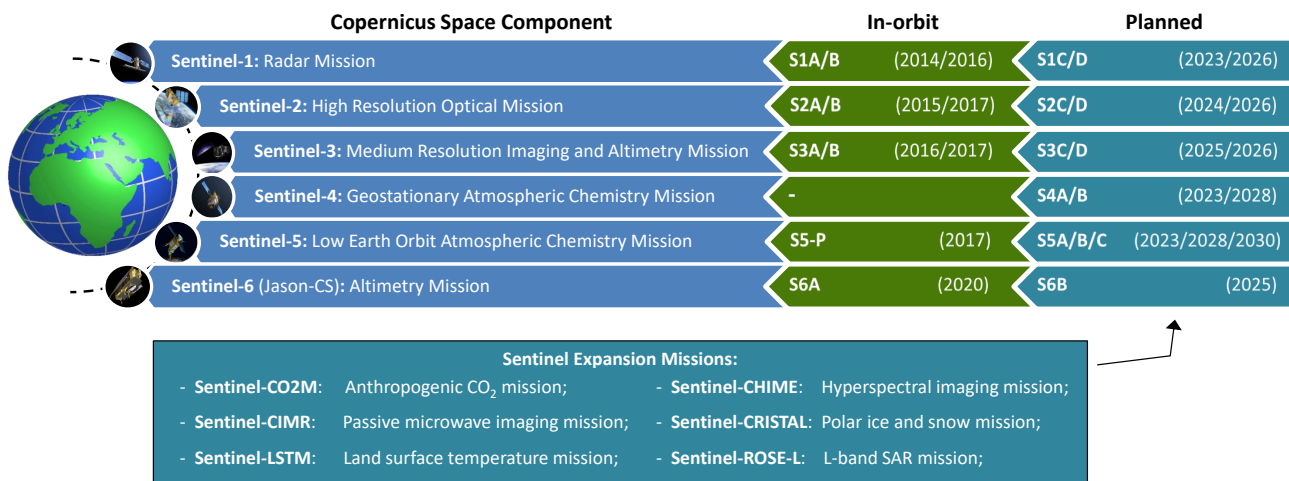 Copernicus Space Component In-orbit Planned
Sentinel-1: Radar Mission S1A/B (2014/2016) S1C/D (2023/2026)
Sentinel-2: High Resolution Optical Mission S2A/B (2015/2017) S2C/D (2024/2026)
Sentinel-3: Medium Resolution Imaging and Altimetry Mission S3A/B (2016/2017) S3C/D (2025/2026)
Sentinel-4: Geostationary Atmospheric Chemistry Mission - S4A/B (2023/2028)
Sentinel-5: Low Earth Orbit Atmospheric Chemistry Mission S5-P (2017) S5A/B/C (2023/2028/2030)
Sentinel-6 (Jason-CS): Altimetry Mission S6A (2020) S6B (2025)
Sentinel Expansion Missions:
- Sentinel-CO2M: Anthropogenic CO₂ mission; - Sentinel-CHIME: Hyperspectral imaging mission;
- Sentinel-CIMR: Passive microwave imaging mission; - Sentinel-CRISTAL: Polar ice and snow mission;
- Sentinel-LSTM: Land surface temperature mission; - Sentinel-ROSE-L: L-band SAR mission;